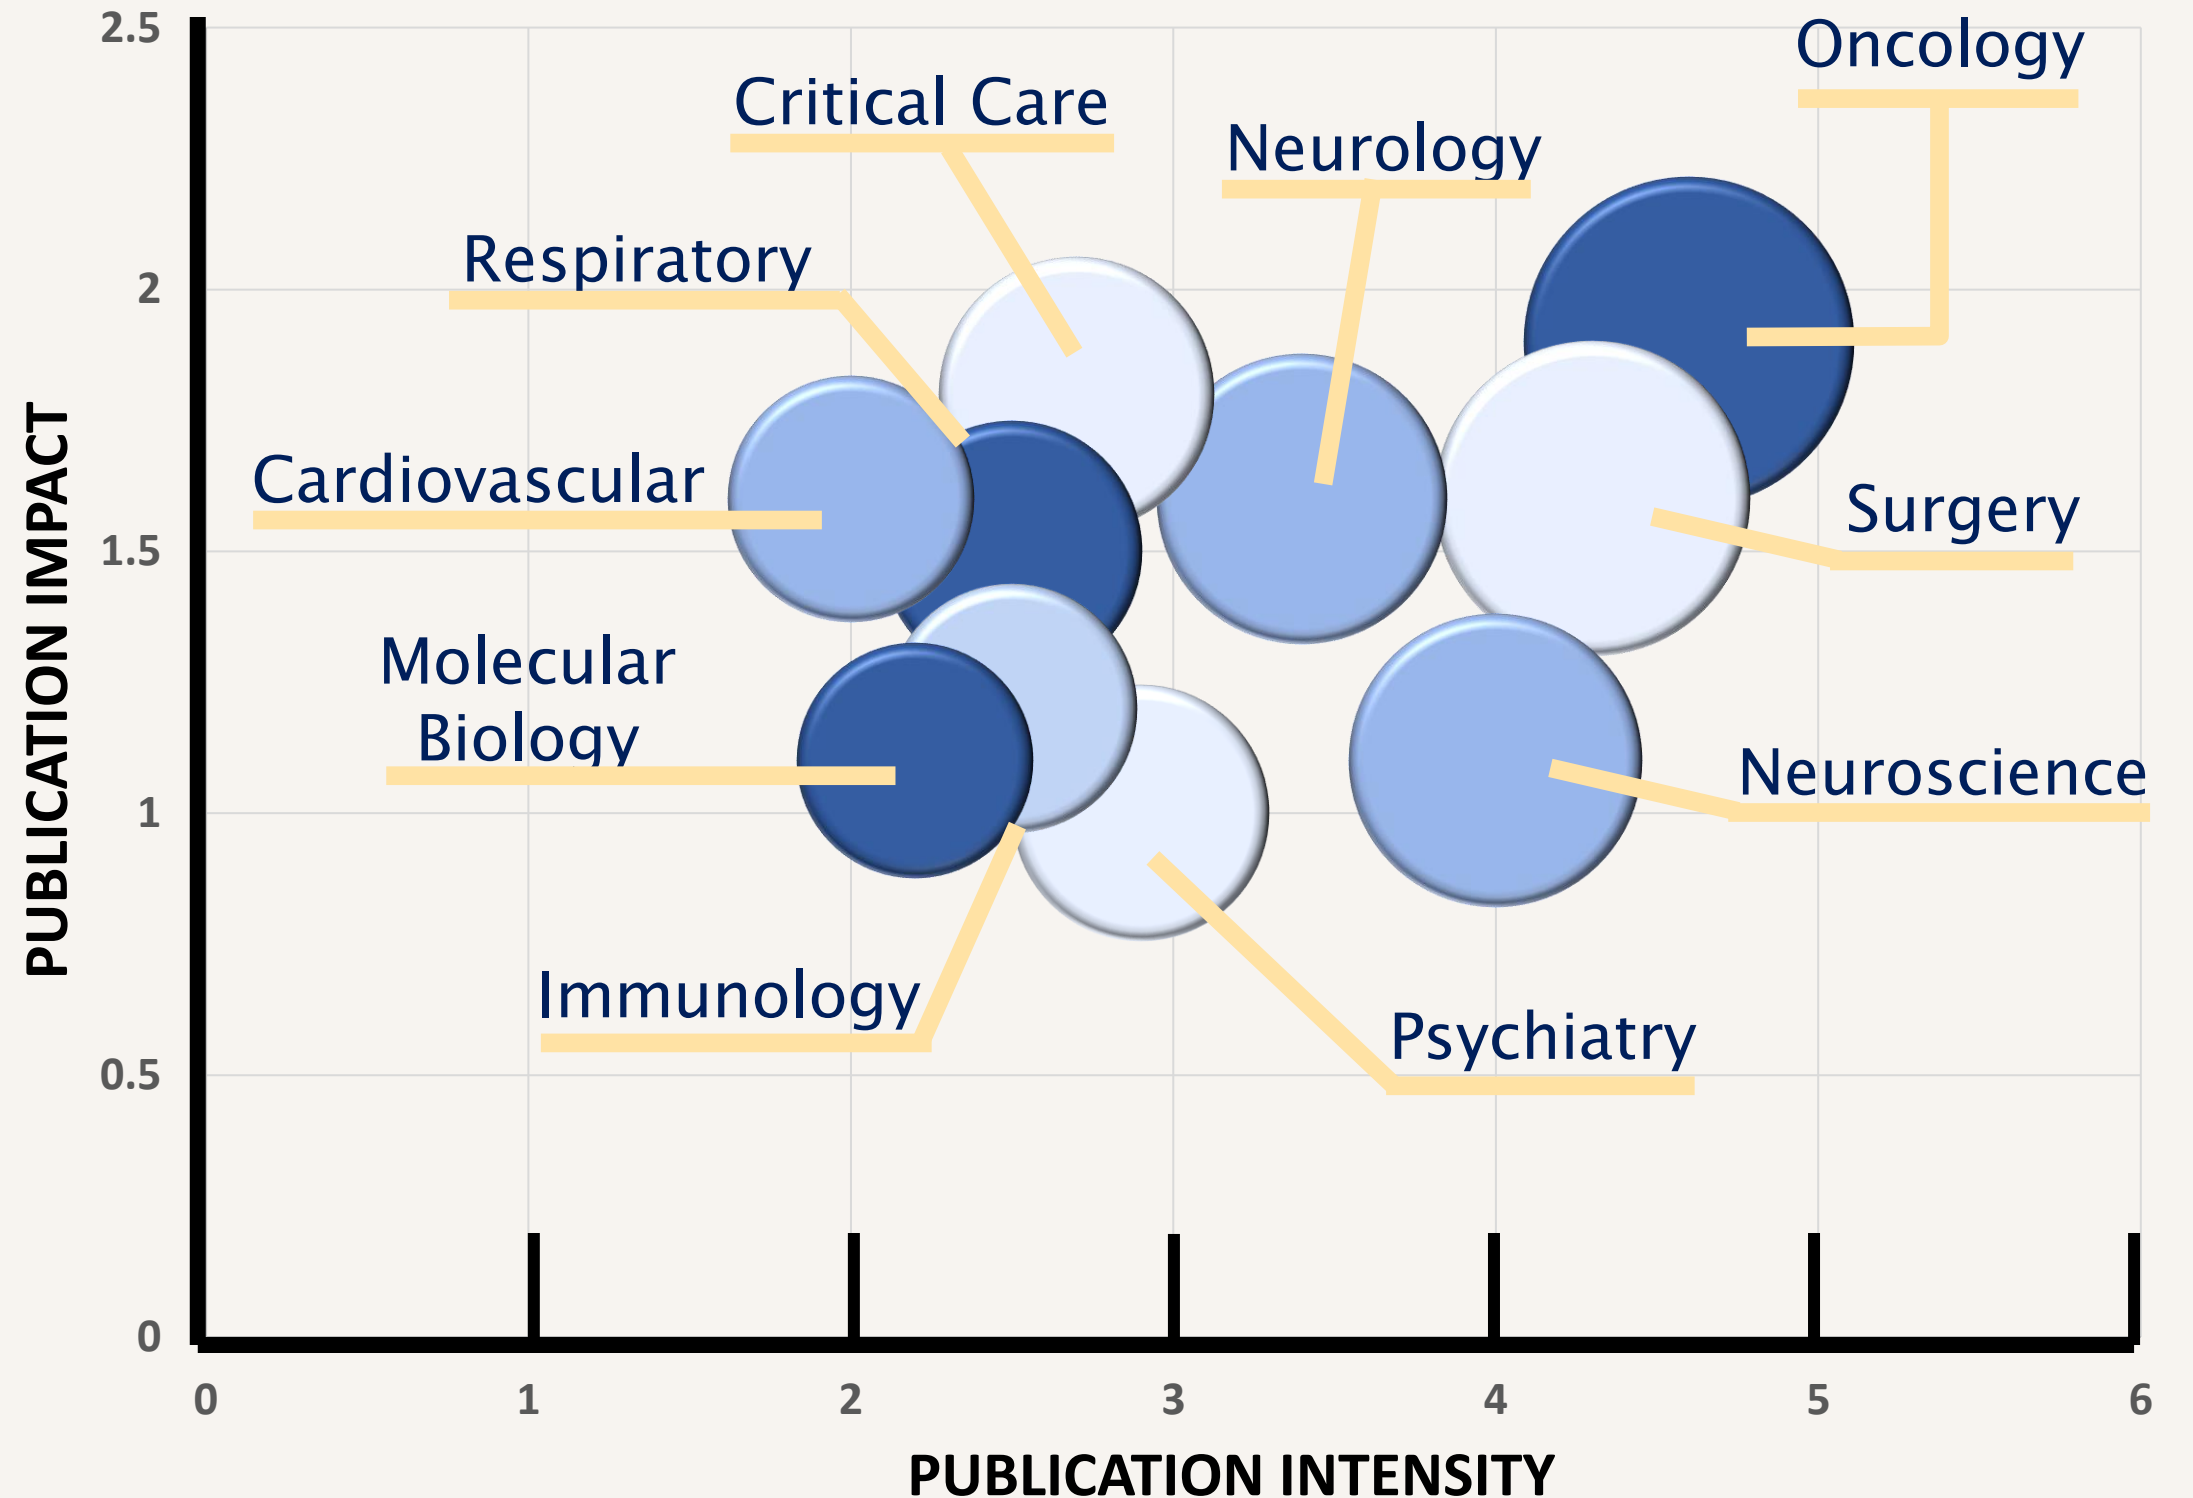 2.5
2
1.5
1
0.5
0
PUBLICATION IMPACT
Oncology
Critical Care
Neurology
Respiratory
Cardiovascular
Surgery
Molecular
Biology
Neuroscience
Immunology
Psychiatry
0 1 2 3 4 5 6
PUBLICATION INTENSITY